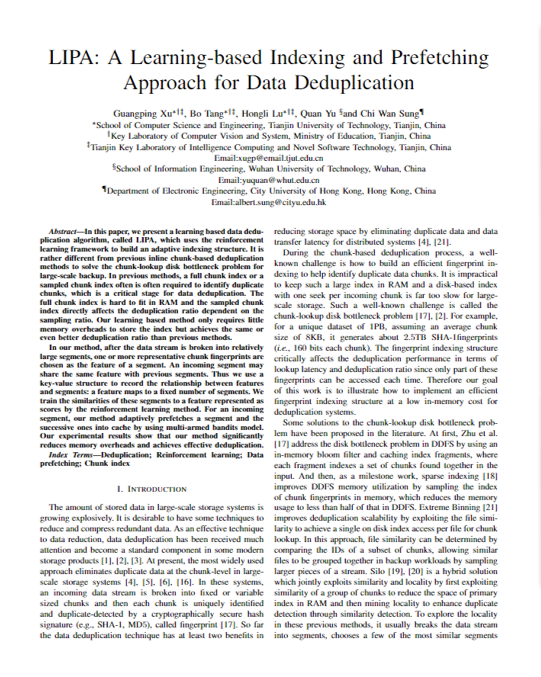 LIPA: A Learning-based Indexing and Prefetching
Approach for Data Deduplication
Guangping Xu*†‡, Bo Tang*†‡, Hongli Lu*†‡, Quan Yu §and Chi Wan Sung¶
*School of Computer Science and Engineering, Tianjin University of Technology, Tianjin, China
†Key Laboratory of Computer Vision and System, Ministry of Education, Tianjin, China
‡Tianjin Key Laboratory of Intelligence Computing and Novel Software Technology, Tianjin, China
Email:xugp@email.tjut.edu.cn
§School of Information Engineering, Wuhan University of Technology, Wuhan, China
Email:yuquan@whut.edu.cn
¶Department of Electronic Engineering, City University of Hong Kong, Hong Kong, China
Email:albert.sung@cityu.edu.hk
Abstract—In this paper, we present a learning based data dedu-
plication algorithm, called LIPA, which uses the reinforcement
learning framework to build an adaptive indexing structure. It is
rather different from previous inline chunk-based deduplication
methods to solve the chunk-lookup disk bottleneck problem for
large-scale backup. In previous methods, a full chunk index or a
sampled chunk index often is often required to identify duplicate
chunks, which is a critical stage for data deduplication. The
full chunk index is hard to fit in RAM and the sampled chunk
index directly affects the deduplication ratio dependent on the
sampling ratio. Our learning based method only requires little
memory overheads to store the index but achieves the same or
even better deduplication ratio than previous methods.
In our method, after the data stream is broken into relatively
large segments, one or more representative chunk fingerprints are
chosen as the feature of a segment. An incoming segment may
share the same feature with previous segments. Thus we use a
key-value structure to record the relationship between features
and segments: a feature maps to a fixed number of segments. We
train the similarities of these segments to a feature represented as
scores by the reinforcement learning method. For an incoming
segment, our method adaptively prefetches a segment and the
successive ones into cache by using multi-armed bandits model.
Our experimental results show that our method significantly
reduces memory overheads and achieves effective deduplication.
Index Terms—Deduplication; Reinforcement learning; Data
prefetching; Chunk index
I. INTRODUCTION
The amount of stored data in large-scale storage systems is
growing explosively. It is desirable to have some techniques to
reduce and compress redundant data. As an effective technique
to data reduction, data deduplication has been received much
attention and become a standard component in some modern
storage products [1], [2], [3]. At present, the most widely used
approach eliminates duplicate data at the chunk-level in large-
scale storage systems [4], [5], [6], [16]. In these systems,
an incoming data stream is broken into fixed or variable
sized chunks and then each chunk is uniquely identified
and duplicate-detected by a cryptographically secure hash
signature (e.g., SHA-1, MD5), called fingerprint [17]. So far
the data deduplication technique has at least two benefits in
reducing storage space by eliminating duplicate data and data
transfer latency for distributed systems [4], [21].
During the chunk-based deduplication process, a well-
known challenge is how to build an efficient fingerprint in-
dexing to help identify duplicate data chunks. It is impractical
to keep such a large index in RAM and a disk-based index
with one seek per incoming chunk is far too slow for large-
scale storage. Such a well-known challenge is called the
chunk-lookup disk bottleneck problem [17], [2]. For example,
for a unique dataset of 1PB, assuming an average chunk
size of 8KB, it generates about 2.5TB SHA-1fingerprints
(i.e., 160 bits each chunk). The fingerprint indexing structure
critically affects the deduplication performance in terms of
lookup latency and deduplication ratio since only part of these
fingerprints can be accessed each time. Therefore our goal
of this work is to illustrate how to implement an efficient
fingerprint indexing structure at a low in-memory cost for
deduplication systems.
Some solutions to the chunk-lookup disk bottleneck prob-
lem have been proposed in the literature. At first, Zhu et al.
[17] address the disk bottleneck problem in DDFS by using an
in-memory bloom filter and caching index fragments, where
each fragment indexes a set of chunks found together in the
input. And then, as a milestone work, sparse indexing [18]
improves DDFS memory utilization by sampling the index
of chunk fingerprints in memory, which reduces the memory
usage to less than half of that in DDFS. Extreme Binning [21]
improves deduplication scalability by exploiting the file simi-
larity to achieve a single on disk index access per file for chunk
lookup. In this approach, file similarity can be determined by
comparing the IDs of a subset of chunks, allowing similar
files to be grouped together in backup workloads by sampling
larger pieces of a stream. Silo [19], [20] is a hybrid solution
which jointly exploits similarity and locality by first exploiting
similarity of a group of chunks to reduce the space of primary
index in RAM and then mining locality to enhance duplicate
detection through similarity detection. To explore the locality
in these previous methods, it usually breaks the data stream
into segments, chooses a few of the most similar segments